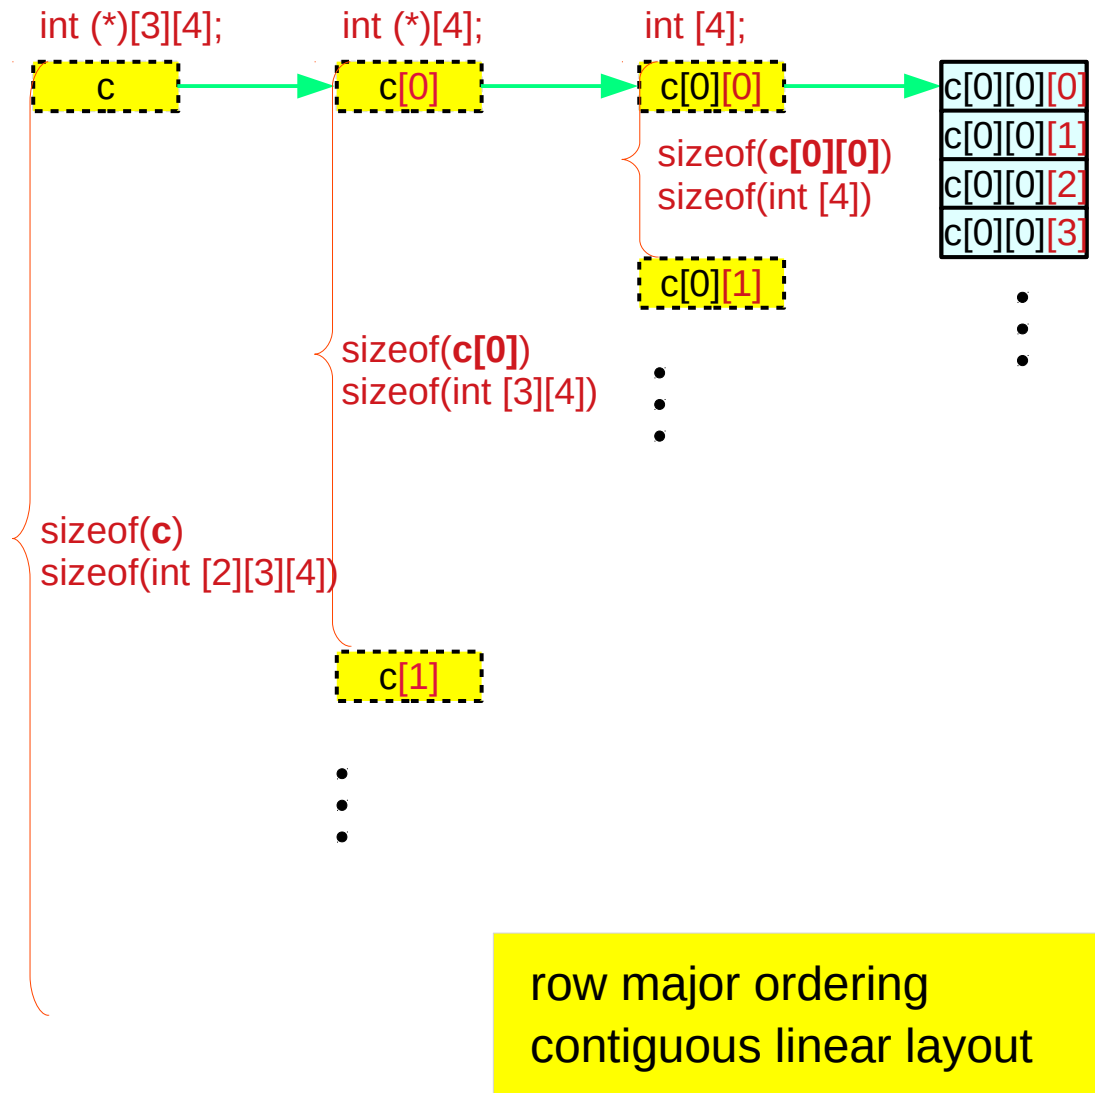 int (*)[3][4];
int (*)[4];
int [4];
c
c[0]
c[0][0]
c[0][0][0]
c[0][0][1]
c[0][0][2]
c[0][0][3]
sizeof(c[0][0])
sizeof(int [4])
c[0][1]
sizeof(c[0])
sizeof(int [3][4])
sizeof(c)
sizeof(int [2][3][4])
c[1]
row major ordering
contiguous linear layout